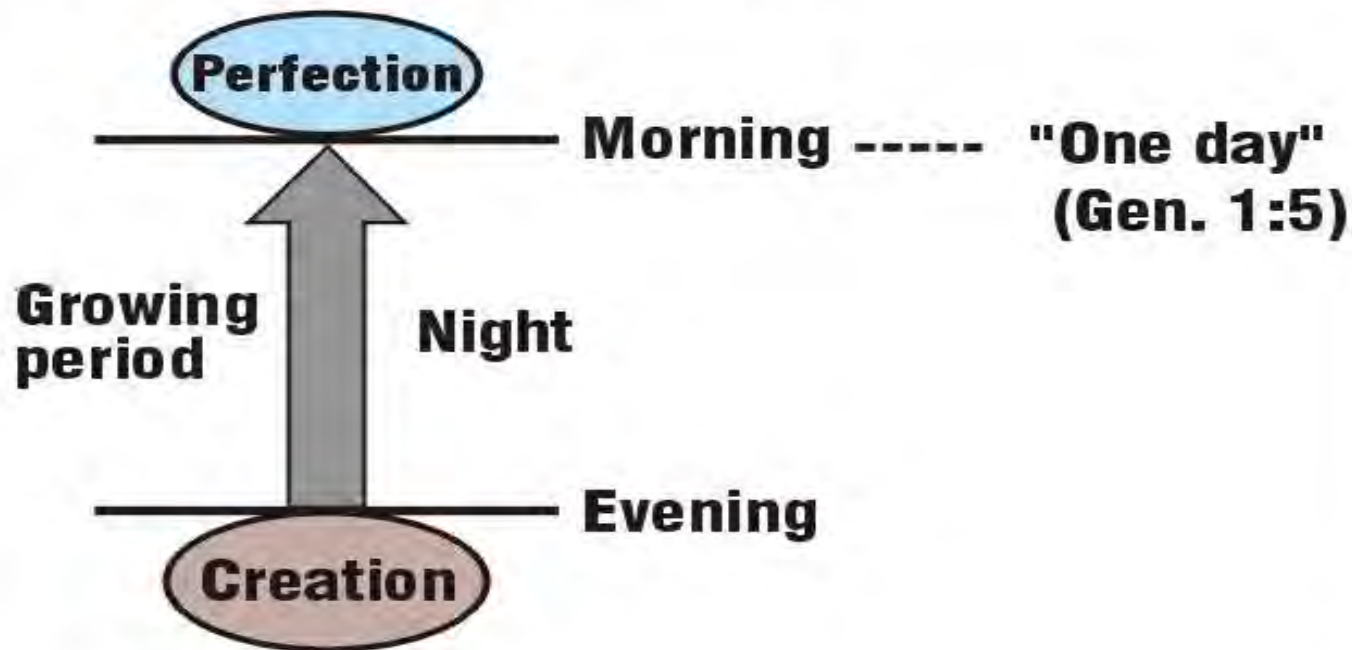 Perfection
Morning ----- "One day"
(Gen. 1:5)
Growing
period
Night
Evening
Creation